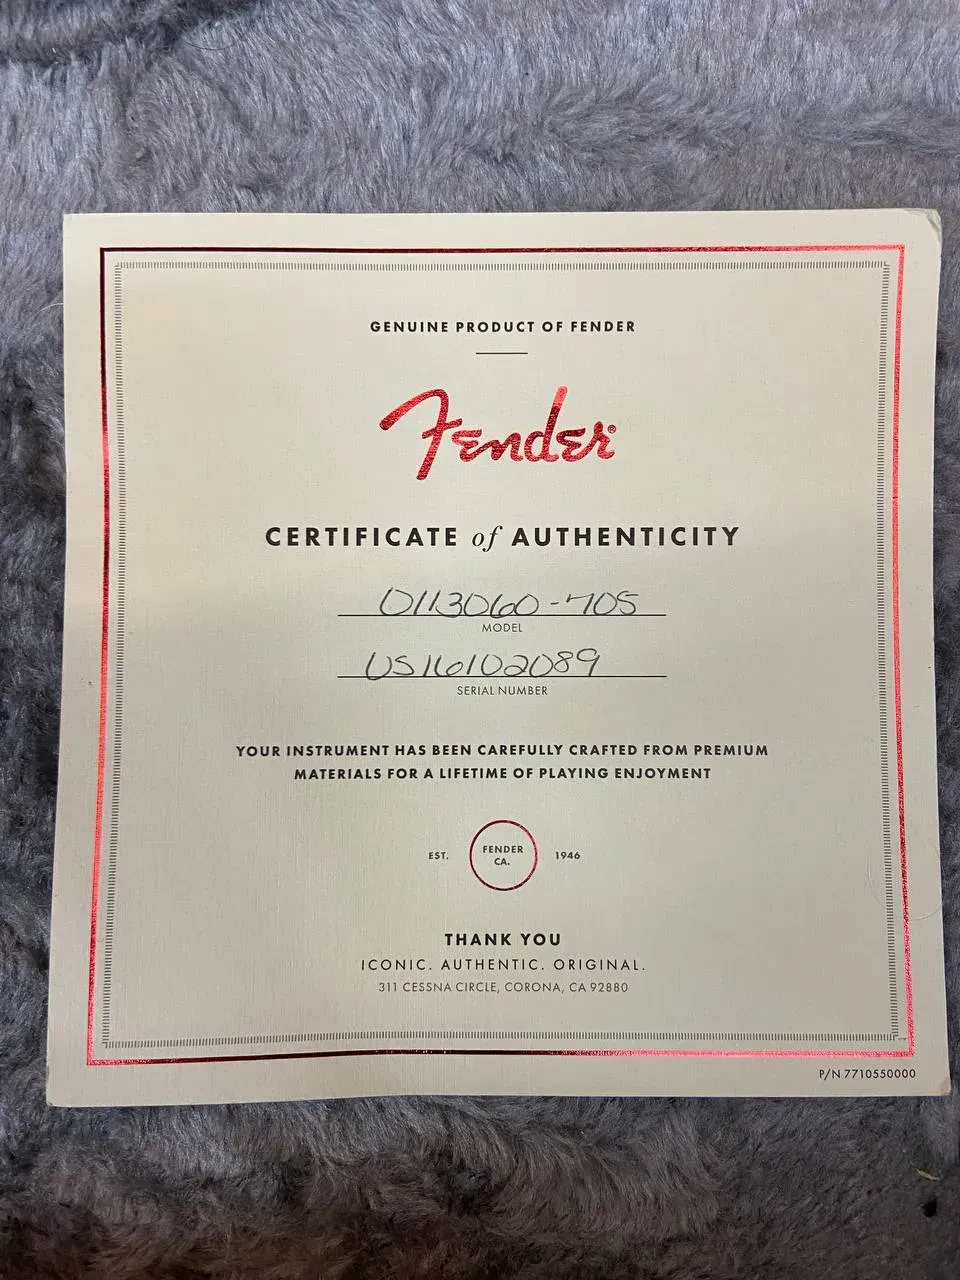 GENUINE PRODUCT OF FENDER
Fender®
CERTIFICATE of AUTHENTICITY
0113060-705
MODEL
US16102089
SERIAL NUMBER
YOUR INSTRUMENT HAS BEEN CAREFULLY CRAFTED FROM PREMIUM
MATERIALS FOR A LIFETIME OF PLAYING ENJOYMENT
EST. FENDER CA. 1946
THANK YOU
ICONIC. AUTHENTIC. ORIGINAL.
311 CESSNA CIRCLE, CORONA, CA 92880
P/N 7710550000